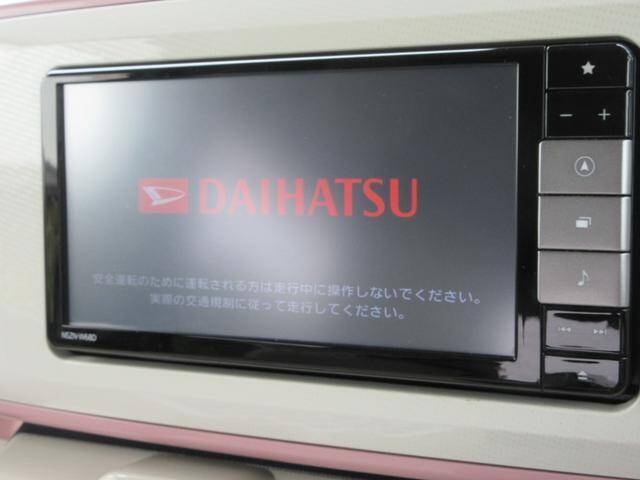 DAIHATSU
安全運転のために運転される方は走行中に操作しないでください。
実際の交通規制に従って走行してください。
NSZN-W68D